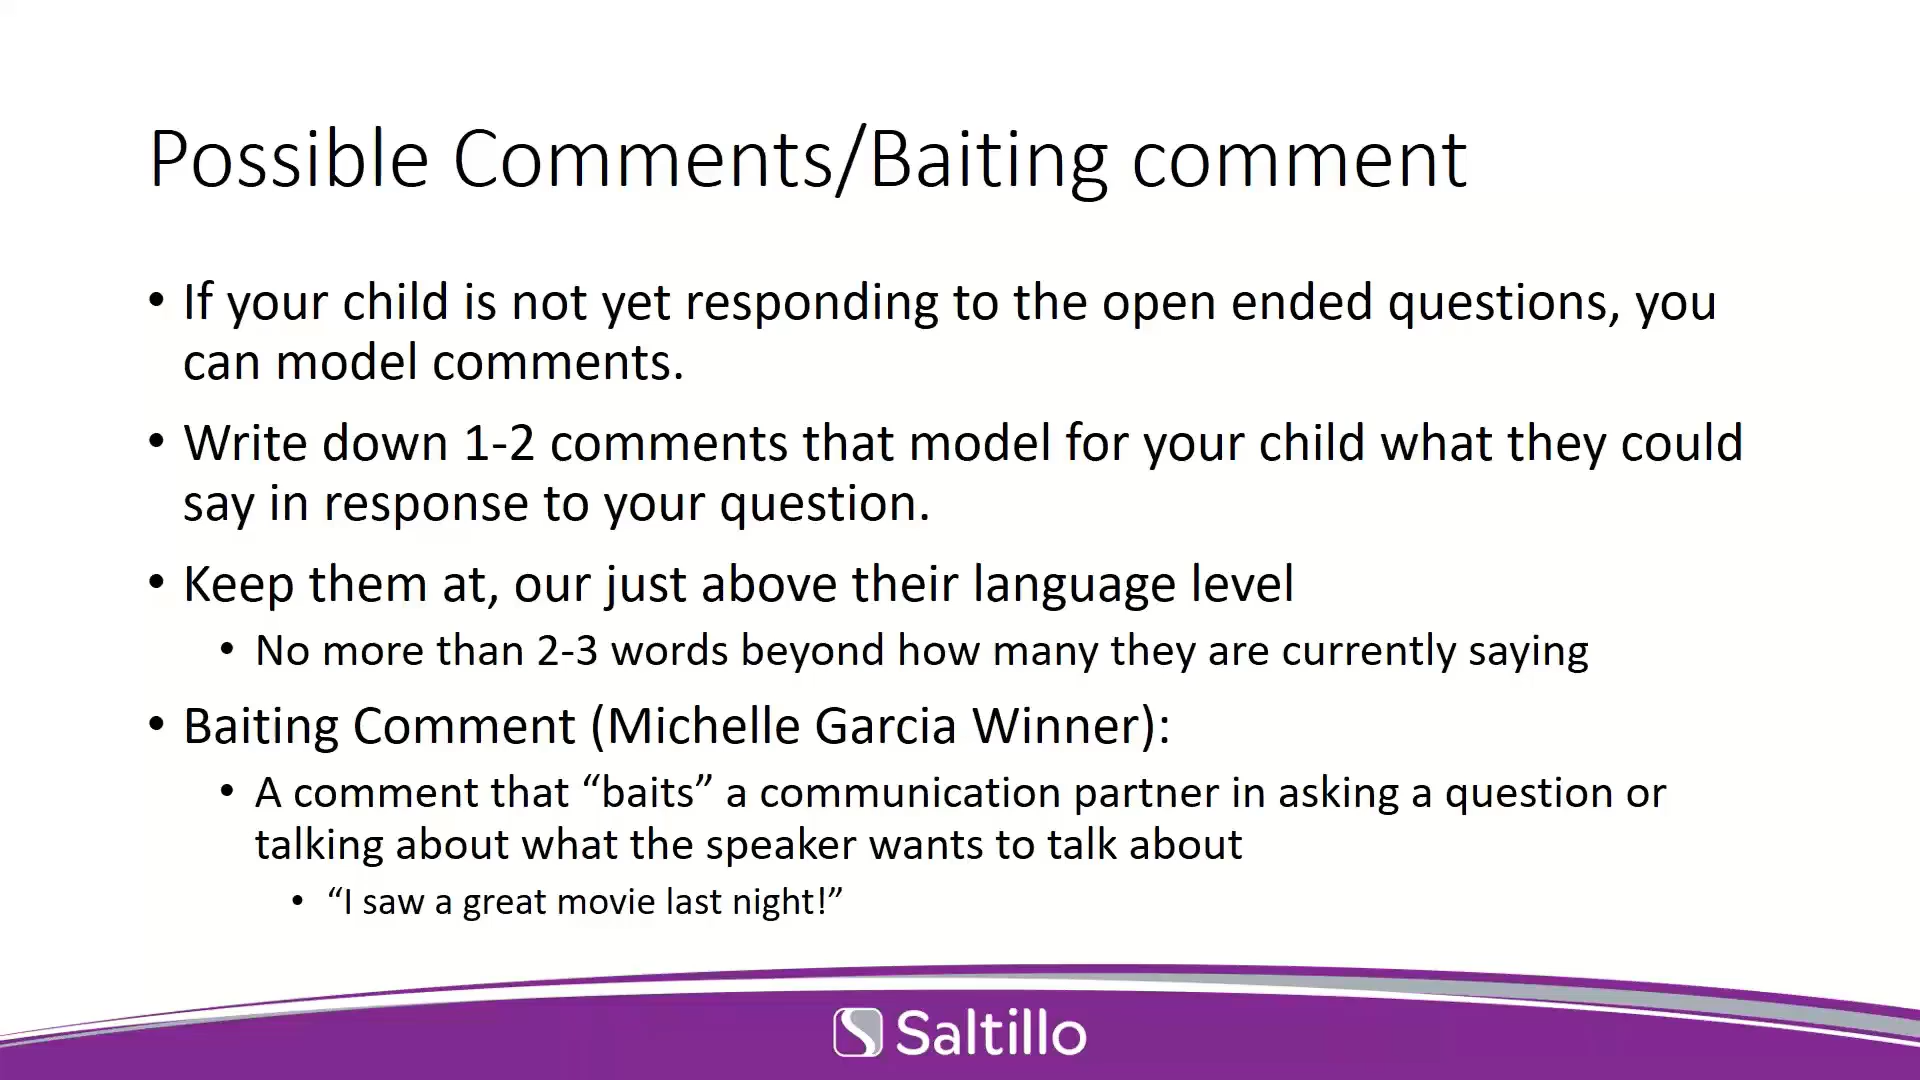 Possible Comments/Baiting comment
• If your child is not yet responding to the open ended questions, you
can model comments.
• Write down 1-2 comments that model for your child what they could
say in response to your question.
• Keep them at, our just above their language level
• No more than 2-3 words beyond how many they are currently saying
• Baiting Comment (Michelle Garcia Winner):
• A comment that “baits” a communication partner in asking a question or
talking about what the speaker wants to talk about
• “I saw a great movie last night!”
Saltillo